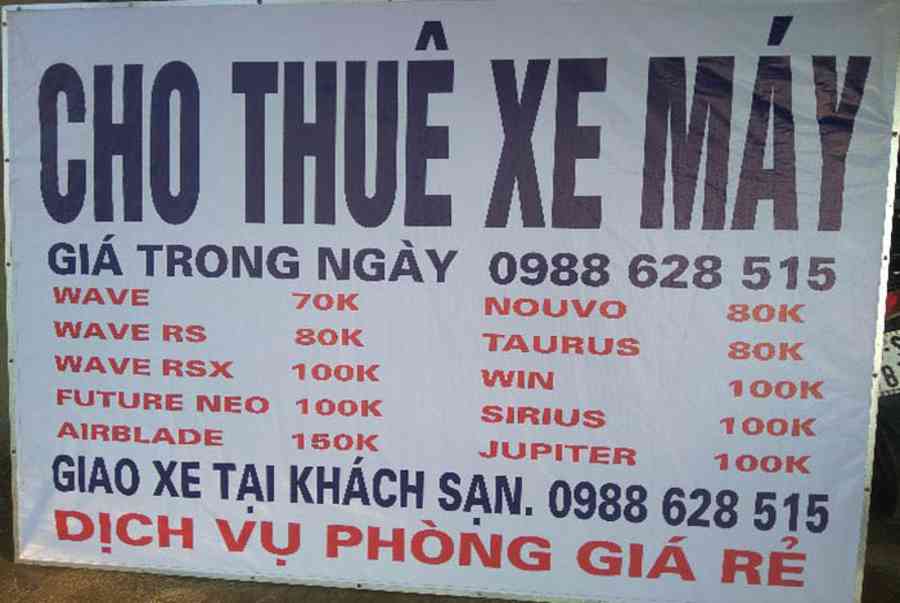 CHO THUÊ XE MÁY
GIÁ TRONG NGÀY 0988 628 515
WAVE 70K NOUVO 80K
WAVE RS 80K TAURUS 80K
WAVE RSX 100K WIN 100K
FUTURE NEO 100K SIRIUS 100K
AIRBLADE 150K JUPITER 100K
GIAO XE TẠI KHÁCH SẠN. 0988 628 515
DỊCH VỤ PHÒNG GIÁ RẺ